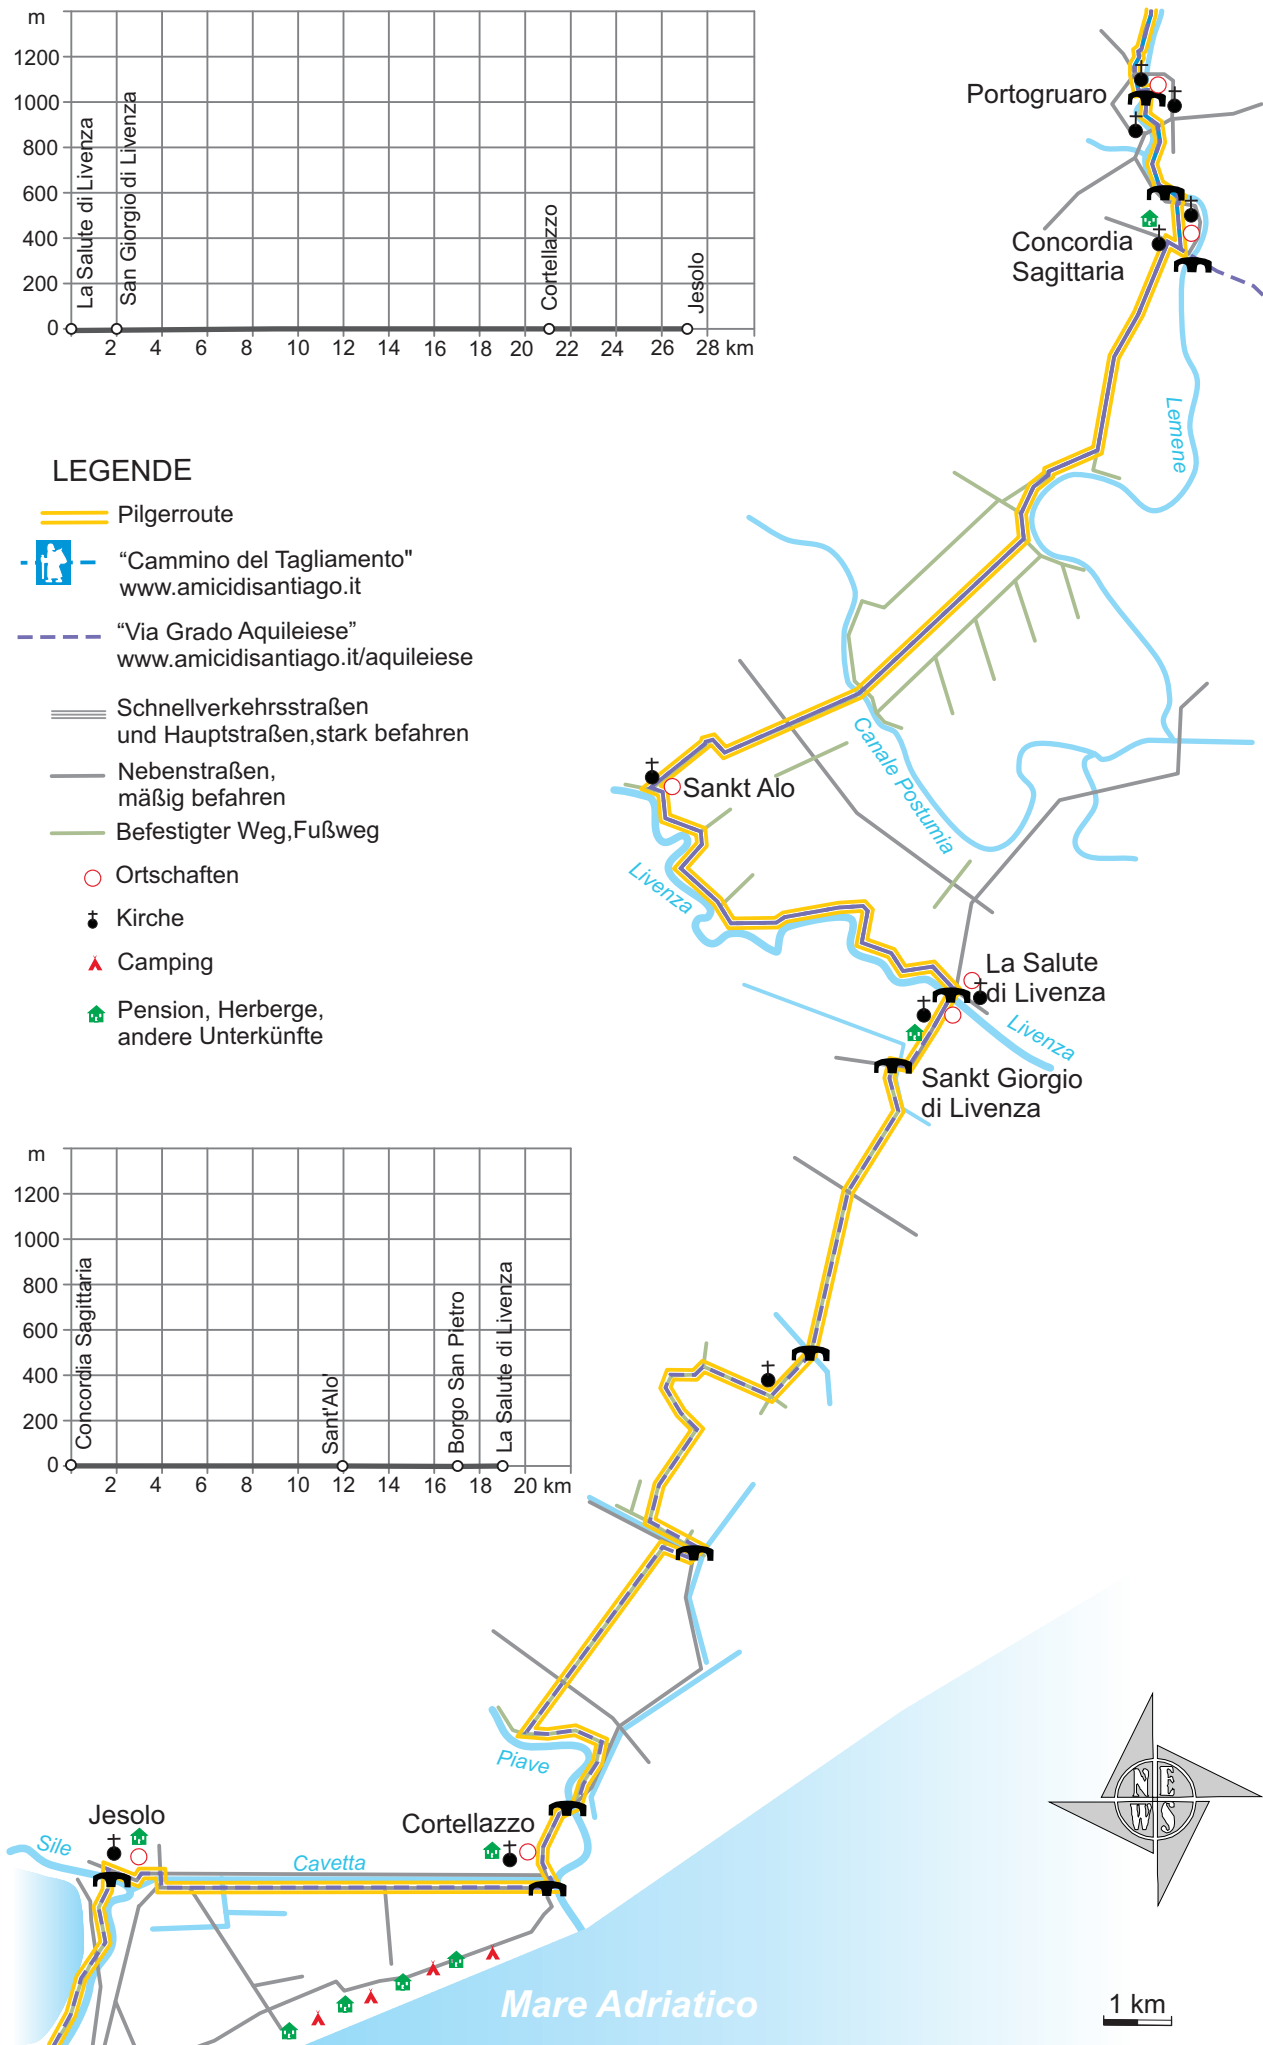 m
1200
1000
800
600
400
200
0
La Salute di Livenza
San Giorgio di Livenza
Cortellazzo
Jesolo
2 4 6 8 10 12 14 16 18 20 22 24 26 28 km
Portogruaro
Concordia
Sagittaria
Lemene
LEGENDE
Pilgerroute
“Cammino del Tagliamento"
www.amicidisantiago.it
“Via Grado Aquileiese”
www.amicidisantiago.it/aquileiese
Schnellverkehrsstraßen
und Hauptstraßen,stark befahren
Nebenstraßen,
mäßig befahren
Befestigter Weg,Fußweg
Ortschaften
Kirche
Camping
Pension, Herberge,
andere Unterkünfte
Canale Postumia
Sankt Alo
Livenza
La Salute
di Livenza
Livenza
Sankt Giorgio
di Livenza
m
1200
1000
800
600
400
200
0
Concordia Sagittaria
Sant'Alo'
Borgo San Pietro
La Salute di Livenza
2 4 6 8 10 12 14 16 18 20 km
Piave
Jesolo
Cortellazzo
Sile
Cavetta
N E
W S
Mare Adriatico
1 km